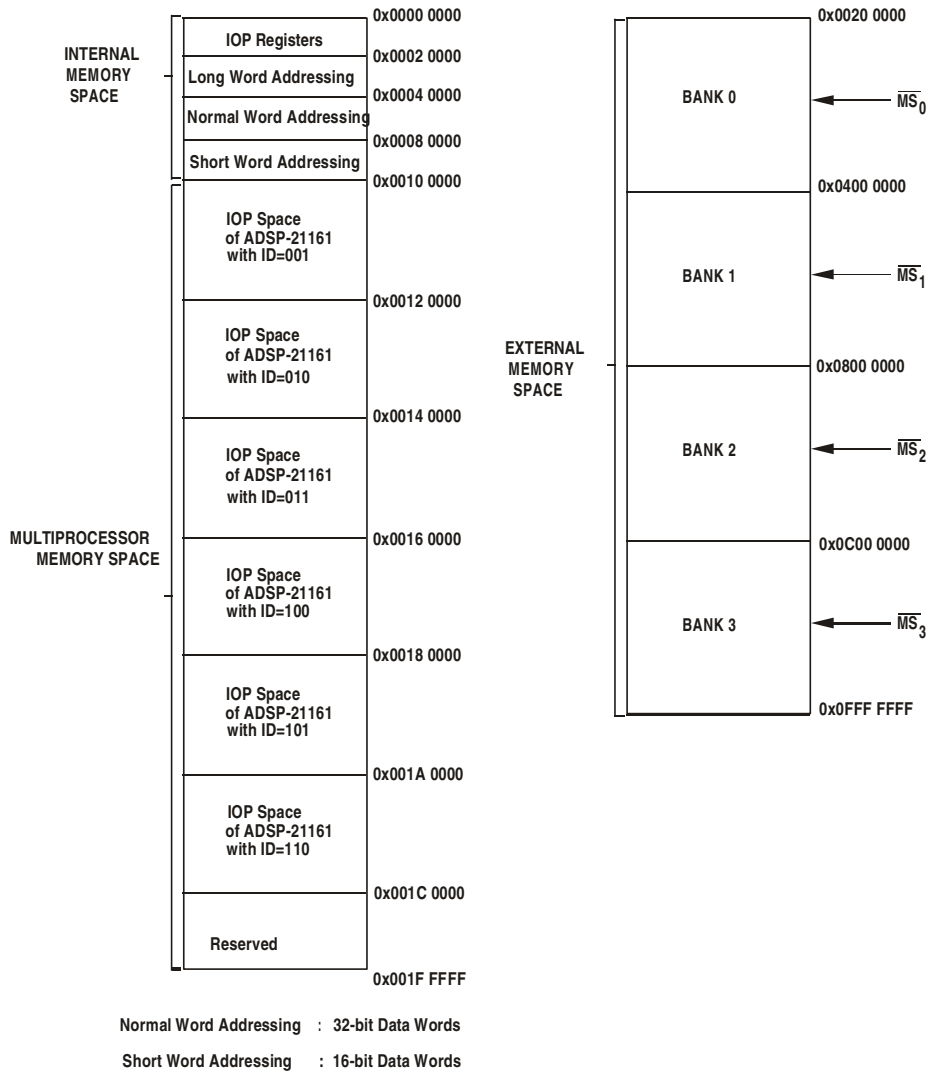 0x0000 0000
IOP Registers
INTERNAL
MEMORY
SPACE
0x0002 0000
Long Word Addressing
0x0004 0000
Normal Word Addressing
0x0008 0000
Short Word Addressing
0x0010 0000
IOP Space
of ADSP-21161
with ID=001
0x0012 0000
IOP Space
of ADSP-21161
with ID=010
0x0014 0000
IOP Space
of ADSP-21161
with ID=011
MULTIPROCESSOR
MEMORY SPACE
0x0016 0000
IOP Space
of ADSP-21161
with ID=100
0x0018 0000
IOP Space
of ADSP-21161
with ID=101
0x001A 0000
IOP Space
of ADSP-21161
with ID=110
0x001C 0000
Reserved
0x001F FFFF
0x0020 0000
BANK 0
MS0
0x0400 0000
BANK 1
MS1
EXTERNAL
MEMORY
SPACE
0x0800 0000
BANK 2
MS2
0x0C00 0000
BANK 3
MS3
0x0FFF FFFF
Normal Word Addressing : 32-bit Data Words
Short Word Addressing : 16-bit Data Words